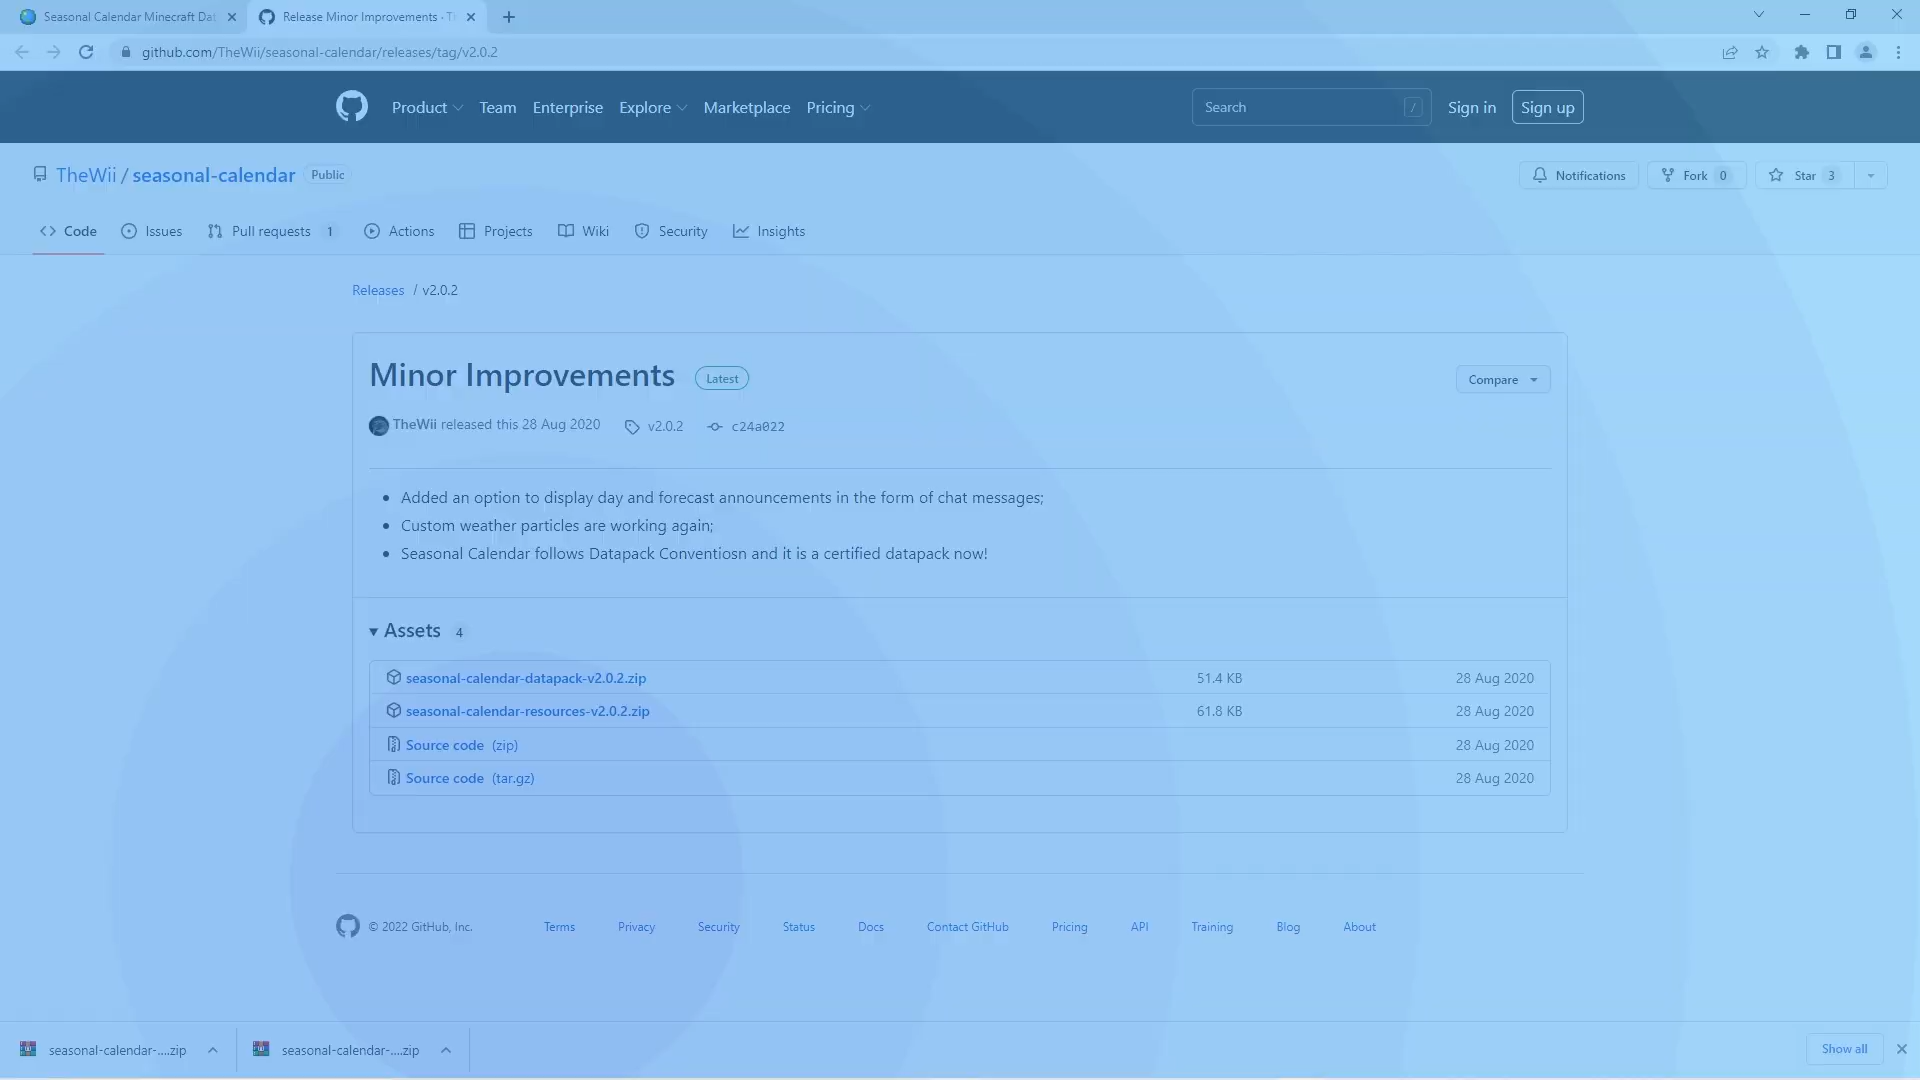 Seasonal Calendar Minecraft Dat
Release Minor Improvements · T
github.com/TheWii/seasonal-calendar/releases/tag/v2.0.2
Product Team Enterprise Explore Marketplace Pricing Search / Sign in Sign up
TheWii / seasonal-calendar Public Notifications Fork 0 Star 3
Code Issues Pull requests 1 Actions Projects Wiki Security Insights
Releases / v2.0.2
Minor Improvements Latest Compare
TheWii released this 28 Aug 2020 v2.0.2 c24a022
• Added an option to display day and forecast announcements in the form of chat messages;
• Custom weather particles are working again;
• Seasonal Calendar follows Datapack Conventiosn and it is a certified datapack now!
Assets 4
seasonal-calendar-datapack-v2.0.2.zip 51.4 KB 28 Aug 2020
seasonal-calendar-resources-v2.0.2.zip 61.8 KB 28 Aug 2020
Source code (zip) 28 Aug 2020
Source code (tar.gz) 28 Aug 2020
© 2022 GitHub, Inc. Terms Privacy Security Status Docs Contact GitHub Pricing API Training Blog About
seasonal-calendar-....zip seasonal-calendar-....zip Show all